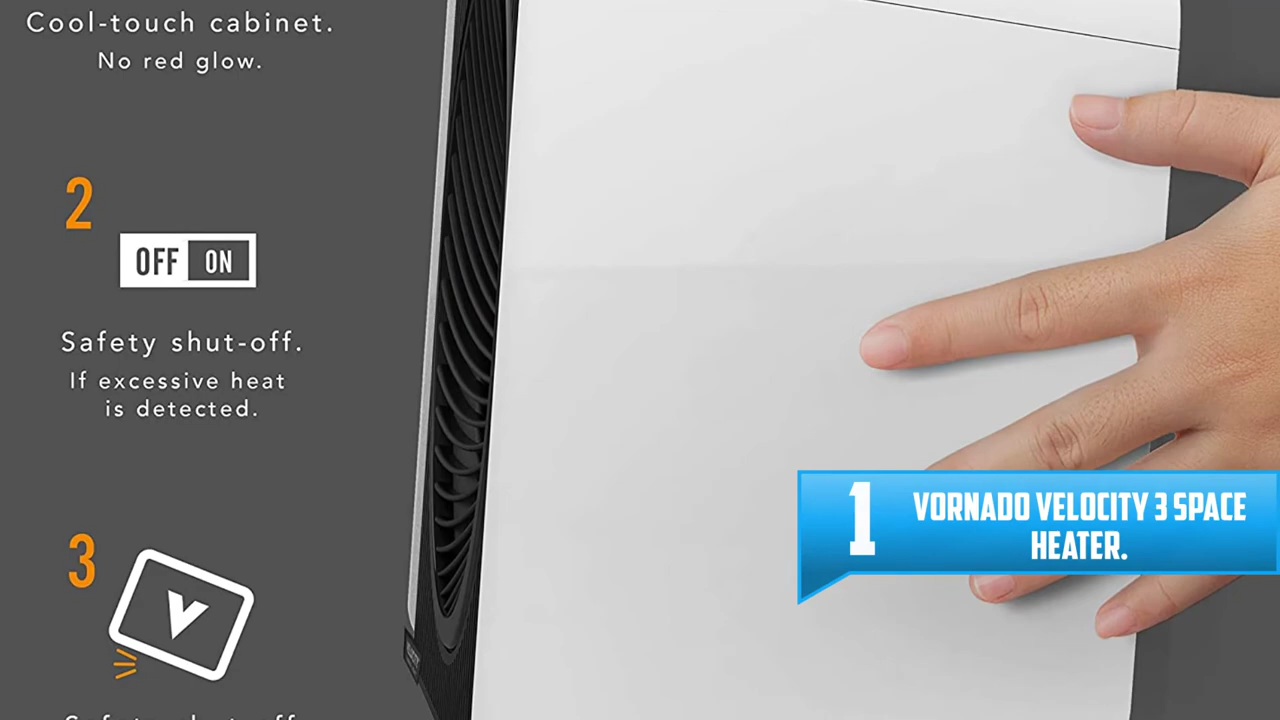 Cool-touch cabinet.
No red glow.
2
OFF ON
Safety shut-off.
If excessive heat
is detected.
3
V
1
VORNADO VELOCITY 3 SPACE
HEATER.